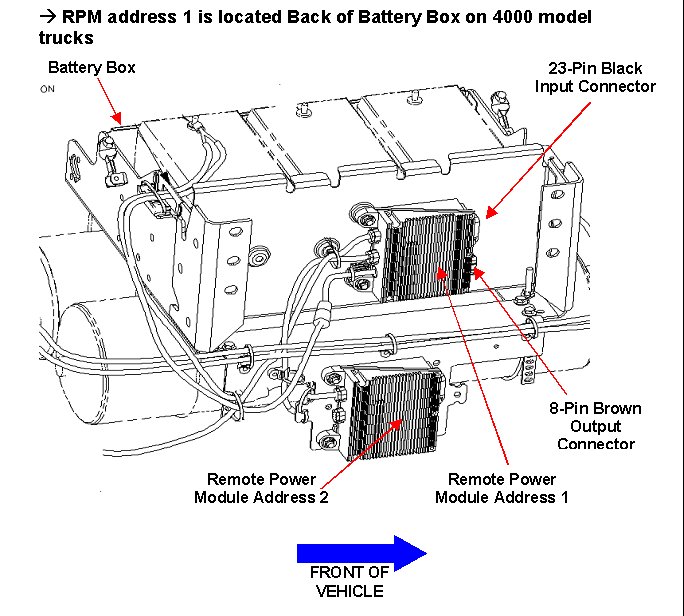 → RPM address 1 is located Back of Battery Box on 4000 model
trucks
Battery Box
ON
23-Pin Black
Input Connector
8-Pin Brown
Output
Connector
Remote Power
Module Address 2
Remote Power
Module Address 1
FRONT OF
VEHICLE